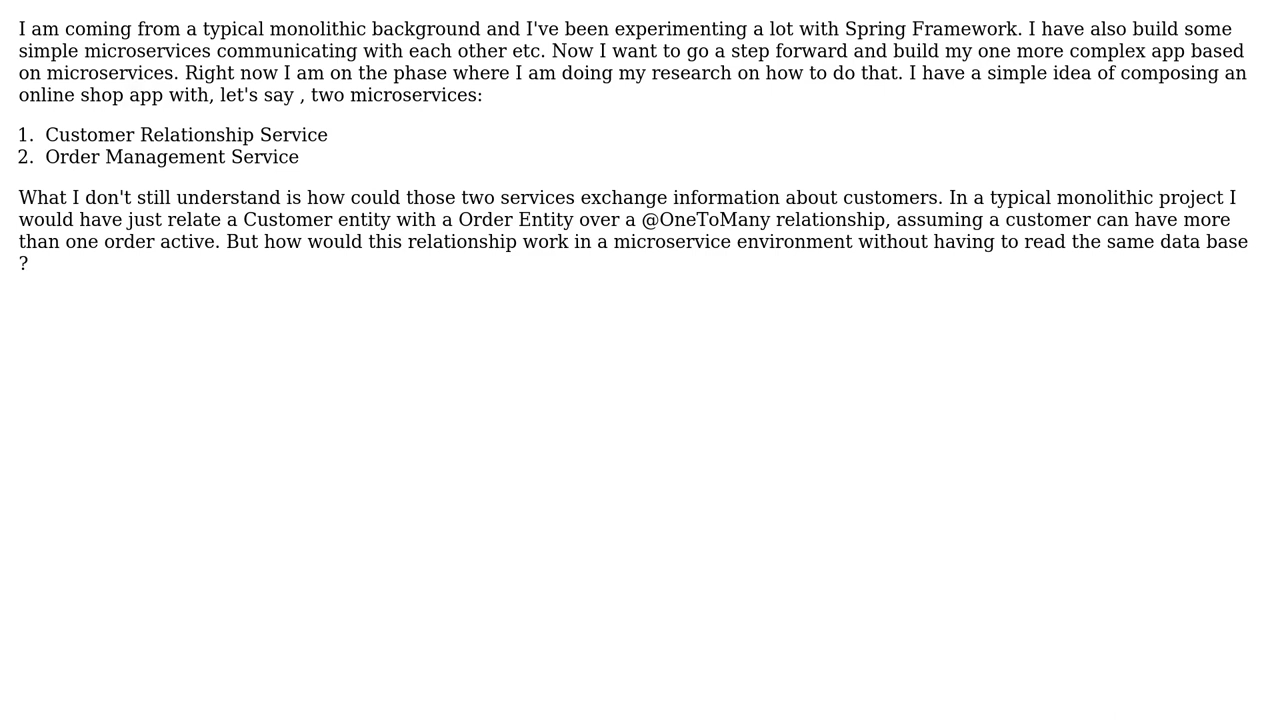 I am coming from a typical monolithic background and I've been experimenting a lot with Spring Framework. I have also build some
simple microservices communicating with each other etc. Now I want to go a step forward and build my one more complex app based
on microservices. Right now I am on the phase where I am doing my research on how to do that. I have a simple idea of composing an
online shop app with, let's say , two microservices:
1. Customer Relationship Service
2. Order Management Service
What I don't still understand is how could those two services exchange information about customers. In a typical monolithic project I
would have just relate a Customer entity with a Order Entity over a @OneToMany relationship, assuming a customer can have more
than one order active. But how would this relationship work in a microservice environment without having to read the same data base
?